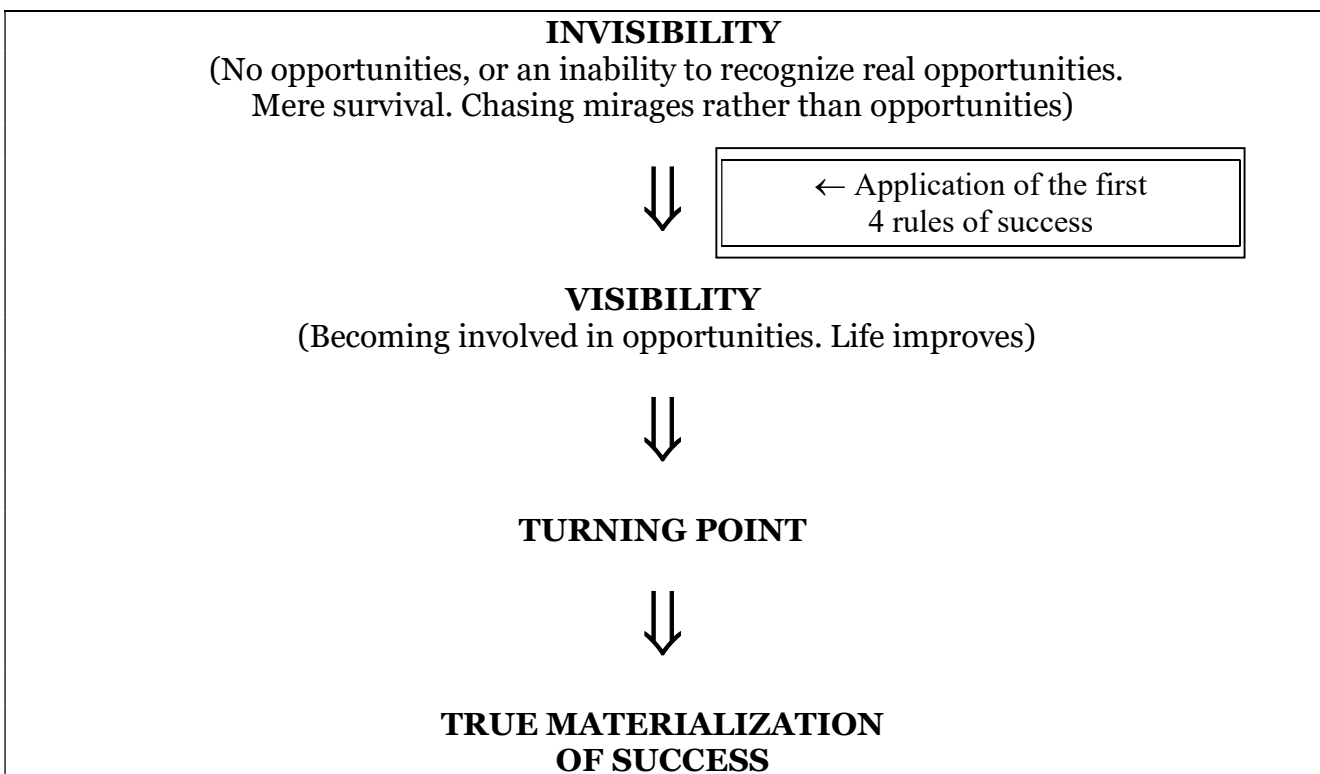 INVISIBILITY
(No opportunities, or an inability to recognize real opportunities.
Mere survival. Chasing mirages rather than opportunities)
← Application of the first
4 rules of success
VISIBILITY
(Becoming involved in opportunities. Life improves)
TURNING POINT
TRUE MATERIALIZATION
OF SUCCESS